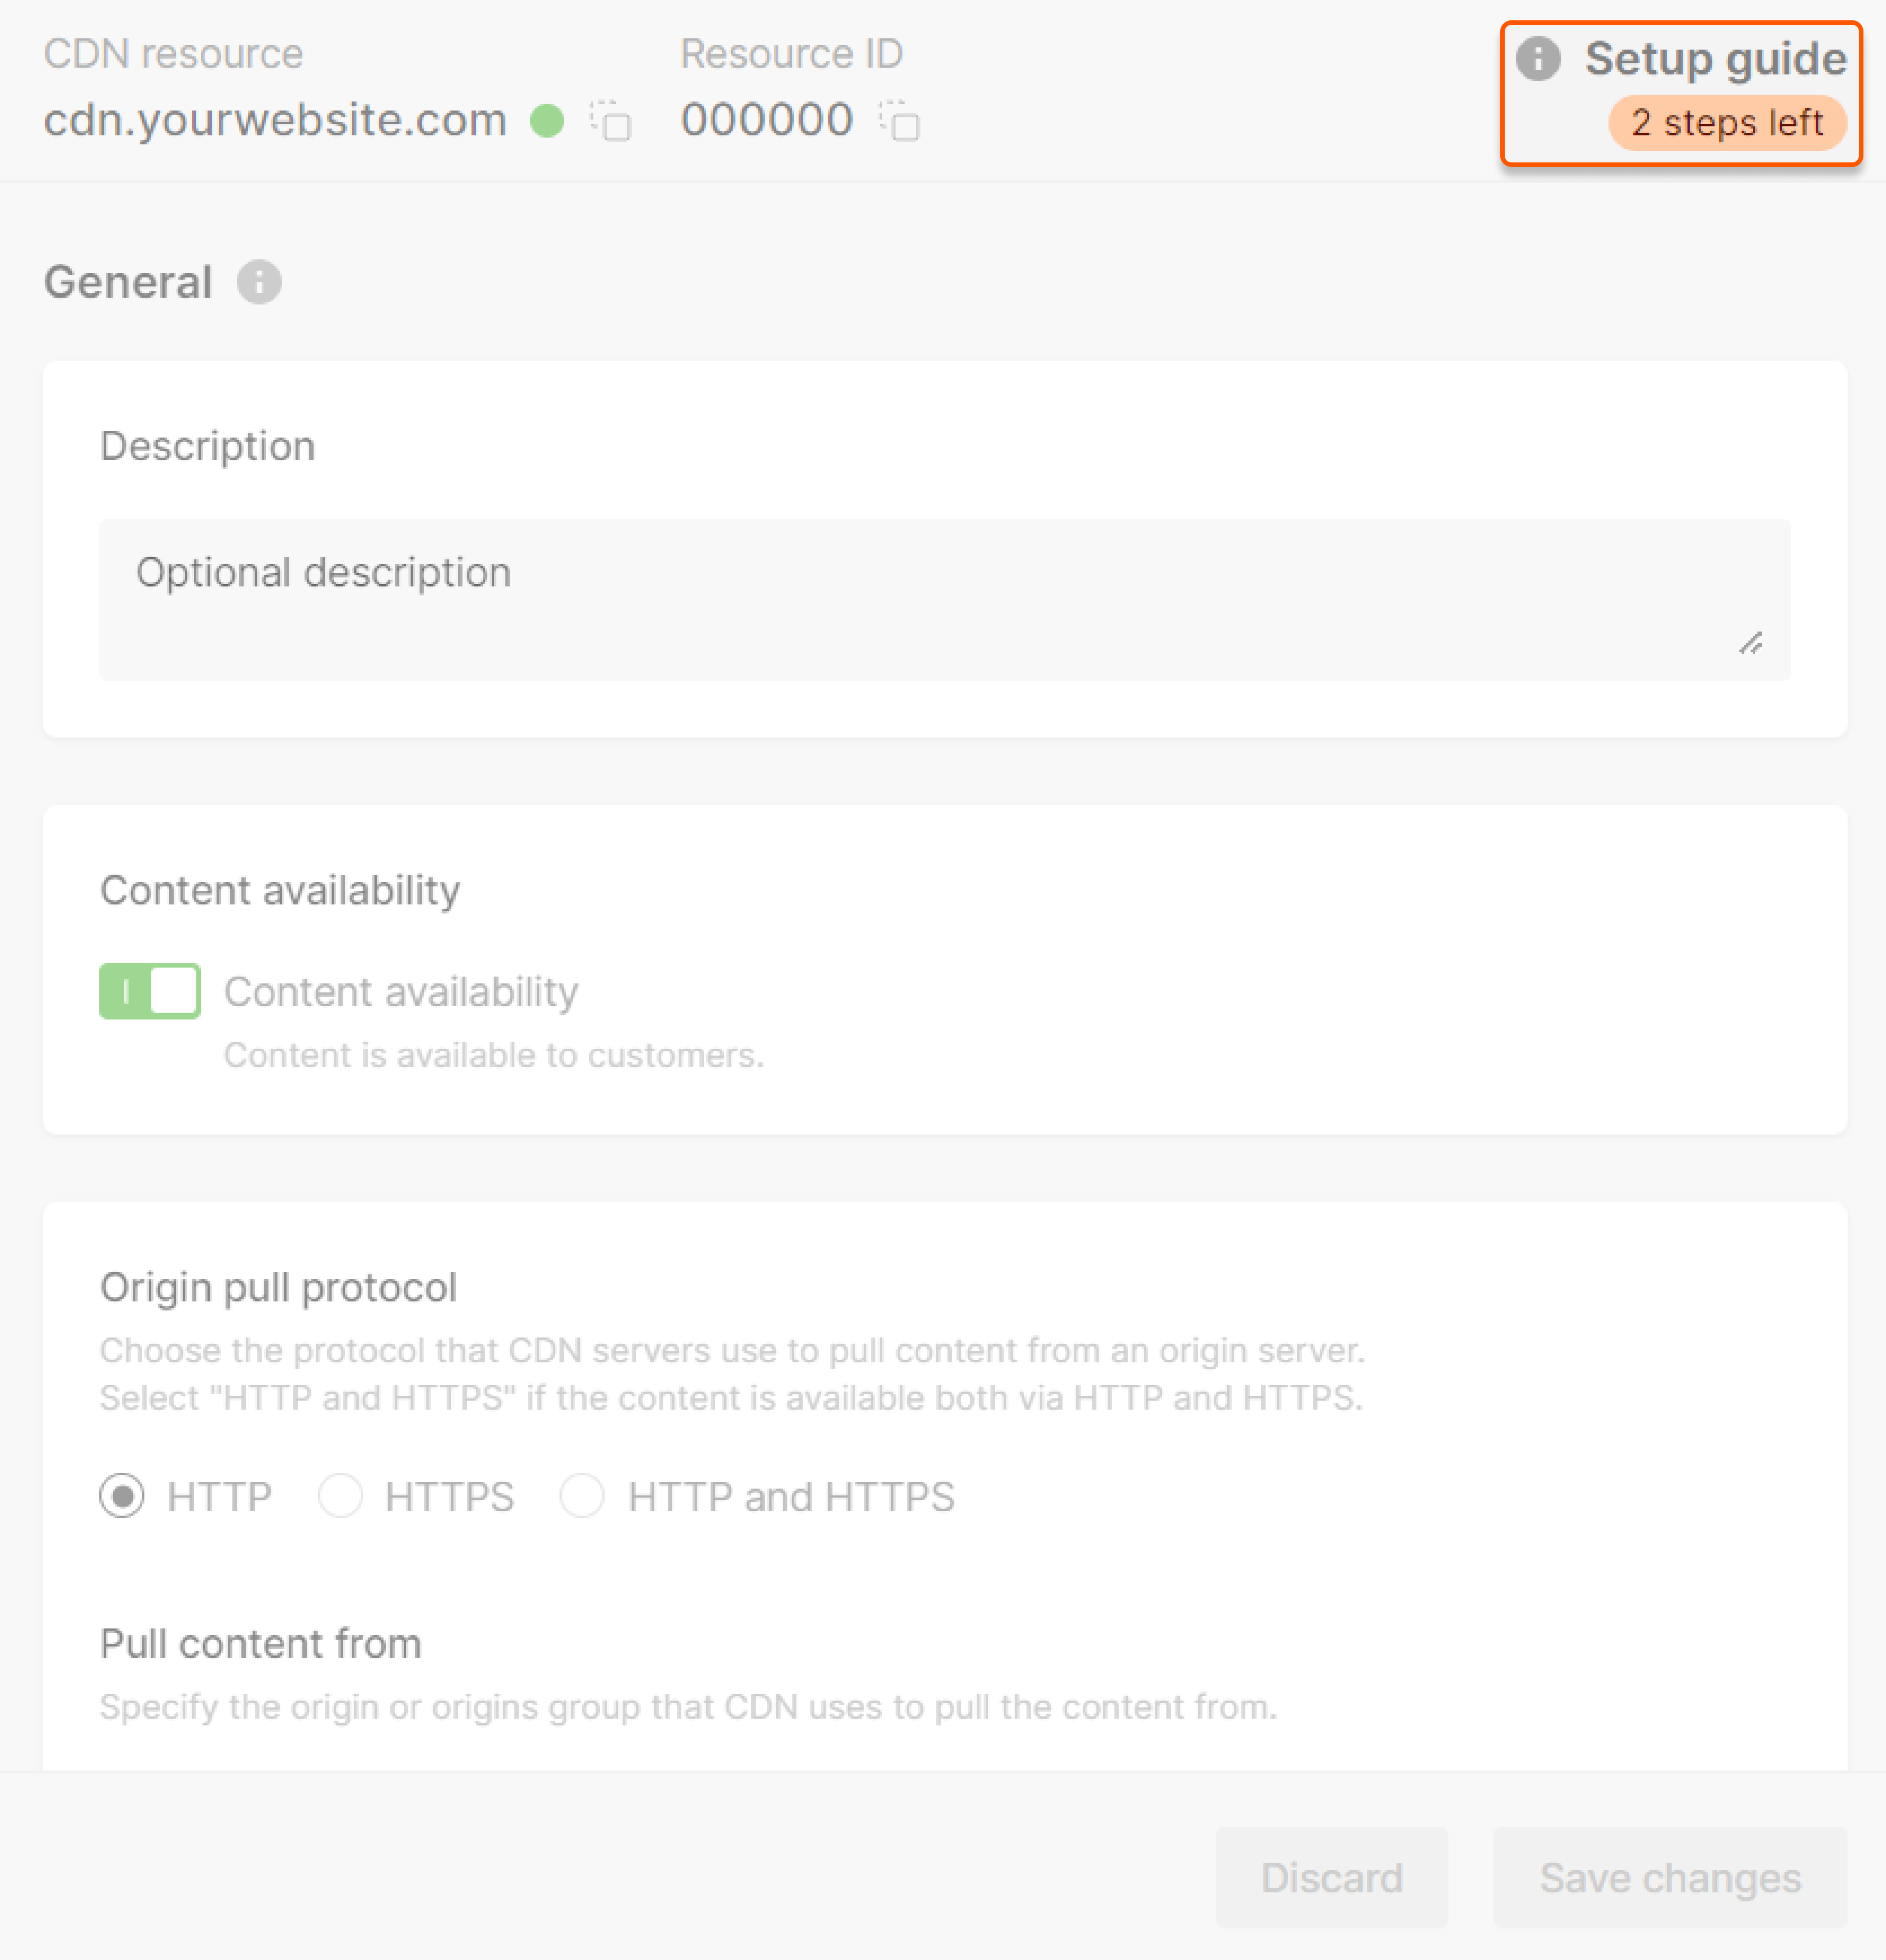 CDN resource
cdn.yourwebsite.com
Resource ID
000000
Setup guide
2 steps left
General
Description
Optional description
Content availability
Content availability
Content is available to customers.
Origin pull protocol
Choose the protocol that CDN servers use to pull content from an origin server.
Select "HTTP and HTTPS" if the content is available both via HTTP and HTTPS.
HTTP HTTPS HTTP and HTTPS
Pull content from
Specify the origin or origins group that CDN uses to pull the content from.
Discard Save changes